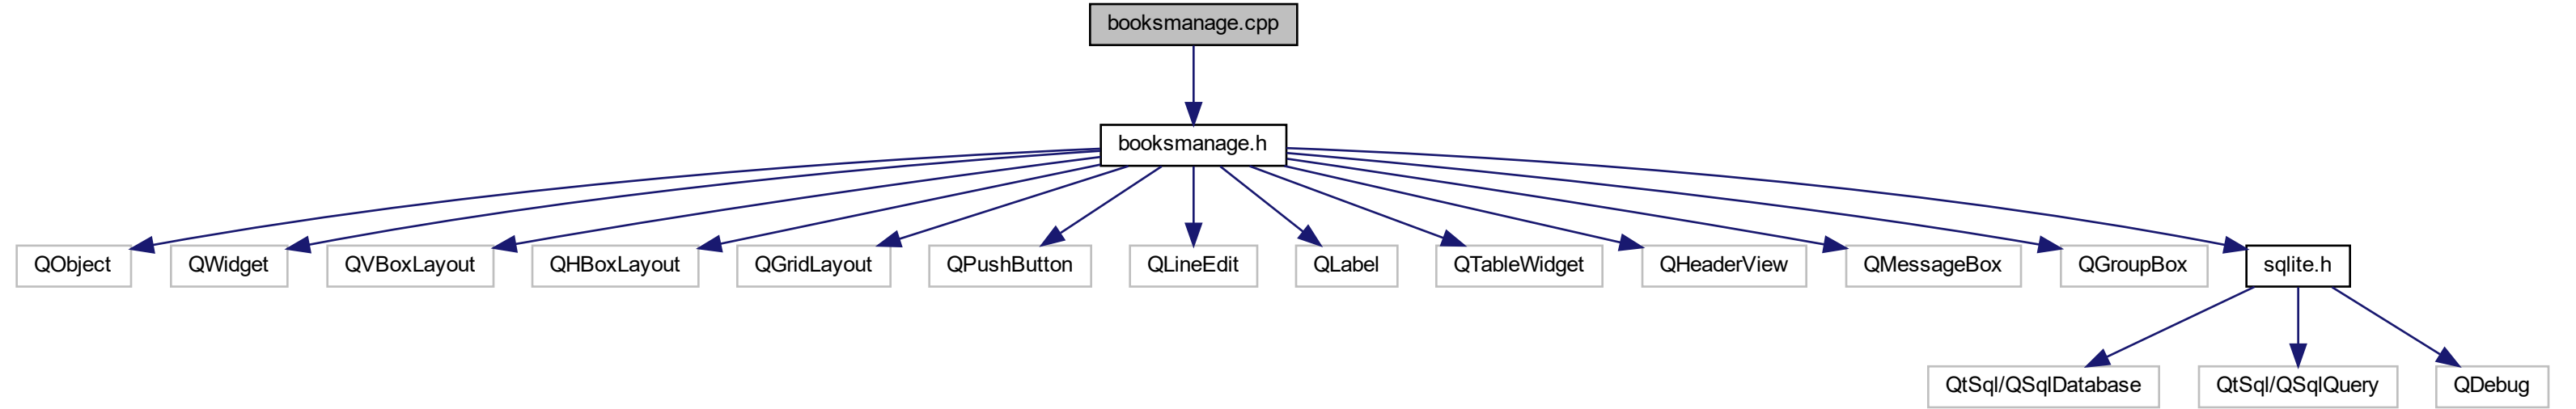 booksmanage.cpp
booksmanage.h
QObject
QWidget
QVBoxLayout
QHBoxLayout
QGridLayout
QPushButton
QLineEdit
QLabel
QTableWidget
QHeaderView
QMessageBox
QGroupBox
sqlite.h
QtSql/QSqlDatabase
QtSql/QSqlQuery
QDebug